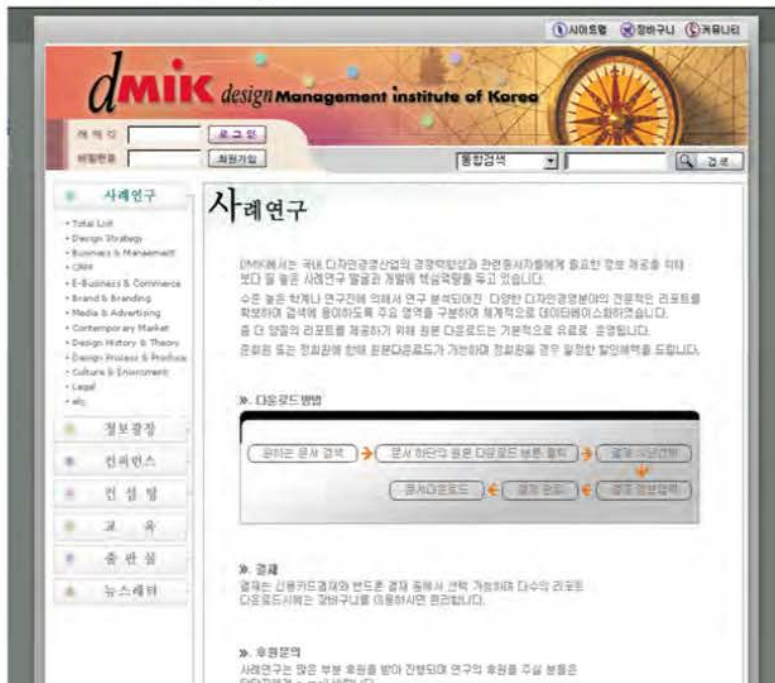 사이트맵 장바구니 커뮤니티
dMiK design Management institute of Korea
로그인
비밀번호 회원가입
통합검색 검색
사례연구
• Total List
• Design Strategy
• Business & Manaement
• CRM
• E-Business & Commerce
• Brand & Branding
• Media & Advertising
• Contemporary Market
• Design History & Theory
• Design Process & Produce
• Culture & Enivroment
• Legal
• etc
정보광장
컨퍼런스
컨설팅
교 육
출판실
뉴스레터
사례연구
DMIK에서는 국내 디자인경영산업의 경쟁력향상과 관련종사자들에게 필요한 정보 제공을 위해
보다 질 높은 사례연구 발굴과 개발에 핵심역량을 두고 있습니다.
수준 높은 학계나 연구진에 의해서 연구 분석되어진 다양한 디자인경영분야의 전문적인 리포트를
확보하여 검색에 용이하도록 주요 영역을 구분하여 체계적으로 데이타베이스화하였습니다.
좀 더 양질의 리포트를 제공하기 위해 원본 다운로드는 기본적으로 유료로 운영됩니다.
준회원 또는 정회원에 한해 원본다운로드가 가능하며 정회원일 경우 일정한 할인혜택을 드립니다.
». 다운로드 방법
원하는 문서 검색 문서 하단의 원본 다운로드 버튼 클릭 결제 수단선택
문서다운로드 결제 완료 결제 정보입력
». 결제
결제는 신용카드결제와 핸드폰 결제 중에서 선택 가능하며 다수의 리포트
다운로드시에는 장바구니를 이용하시면 편리합니다.
». 후원문의
사례연구는 많은 부분 후원을 받아 진행되며 연구의 후원을 주실 분들은